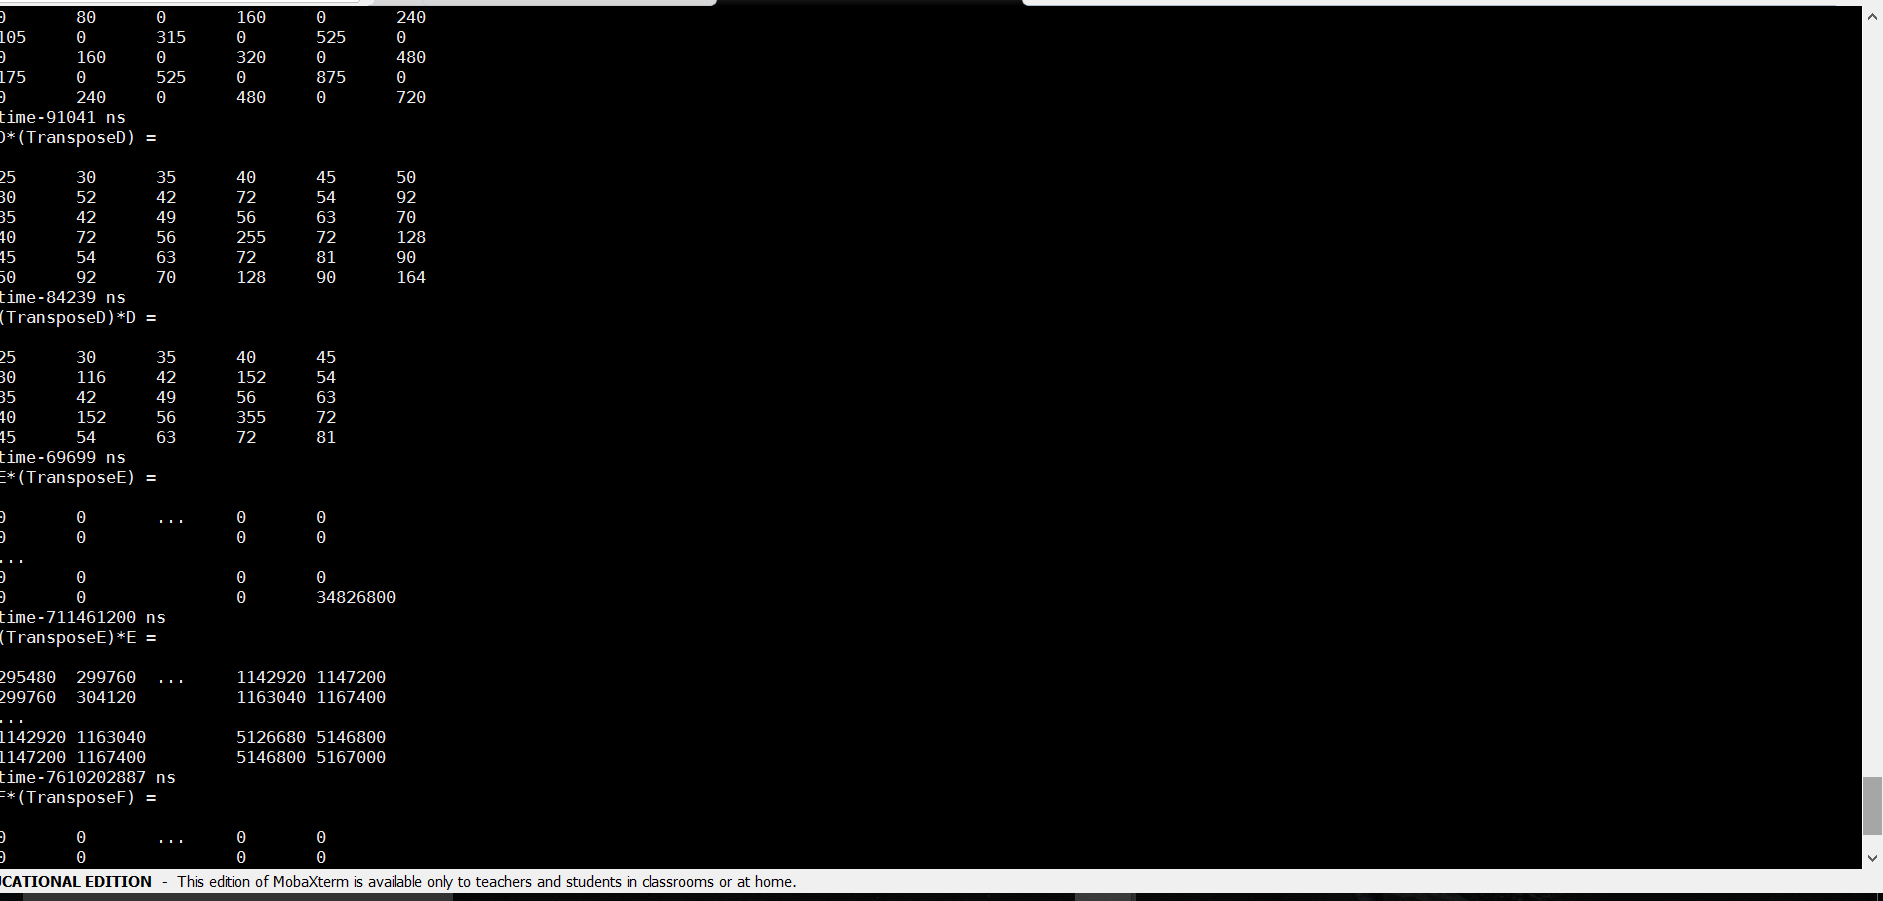 0 80 0 160 0 240
105 0 315 0 525 0
0 160 0 320 0 480
175 0 525 0 875 0
0 240 0 480 0 720
time-91041 ns
D*(TransposeD) =
25 30 35 40 45 50
30 52 42 72 54 92
35 42 49 56 63 70
40 72 56 255 72 128
45 54 63 72 81 90
50 92 70 128 90 164
time-84239 ns
(TransposeD)*D =
25 30 35 40 45
30 116 42 152 54
35 42 49 56 63
40 152 56 355 72
45 54 63 72 81
time-69699 ns
E*(TransposeE) =
0 0 ... 0 0
0 0 0 0
...
0 0 0 0
0 0 0 34826800
time-711461200 ns
(TransposeE)*E =
295480 299760 ... 1142920 1147200
299760 304120 1163040 1167400
...
1142920 1163040 5126680 5146800
1147200 1167400 5146800 5167000
time-7610202887 ns
F*(TransposeF) =
0 0 ... 0 0
0 0 0 0
UCATIONAL EDITION - This edition of MobaXterm is available only to teachers and students in classrooms or at home.